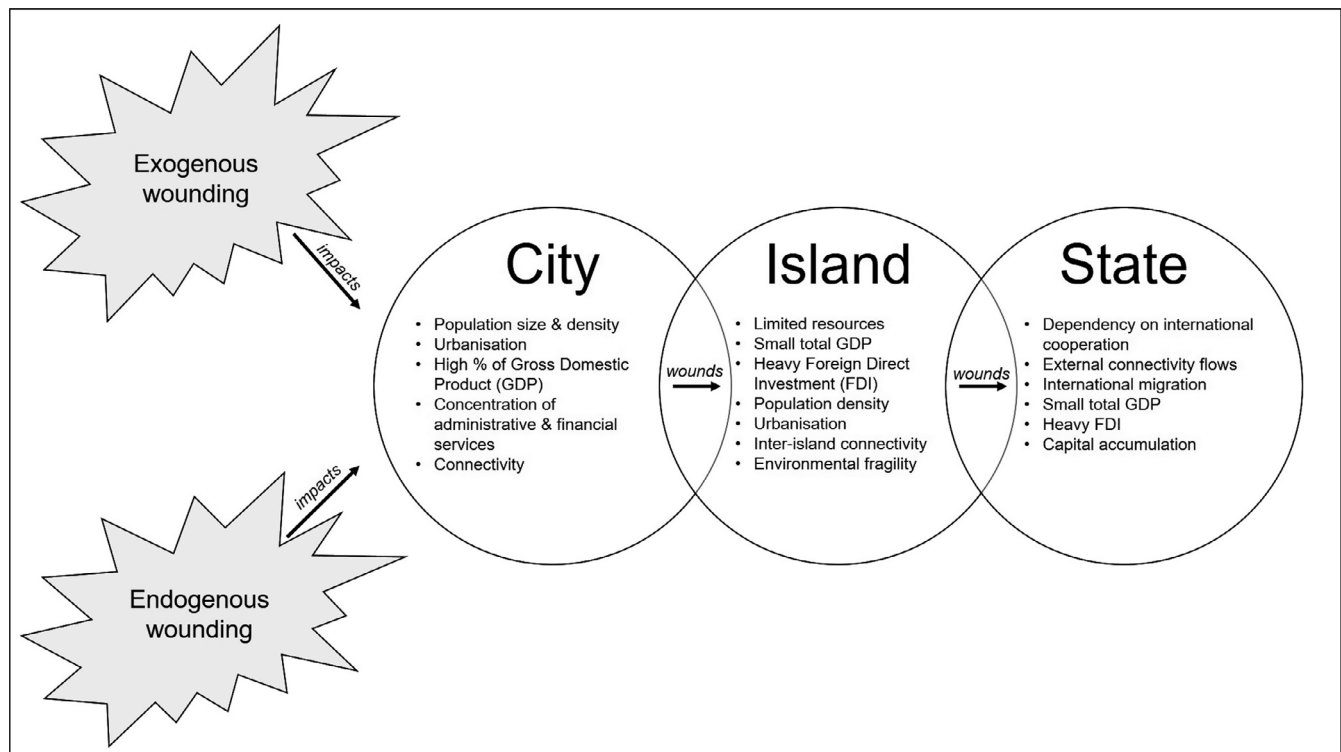 Exogenous
wounding
impacts
City
• Population size & density
• Urbanisation
• High % of Gross Domestic
Product (GDP)
• Concentration of
administrative & financial
services
• Connectivity
wounds
Island
• Limited resources
• Small total GDP
• Heavy Foreign Direct
Investment (FDI)
• Population density
• Urbanisation
• Inter-island connectivity
• Environmental fragility
wounds
State
• Dependency on international
cooperation
• External connectivity flows
• International migration
• Small total GDP
• Heavy FDI
• Capital accumulation
impacts
Endogenous
wounding